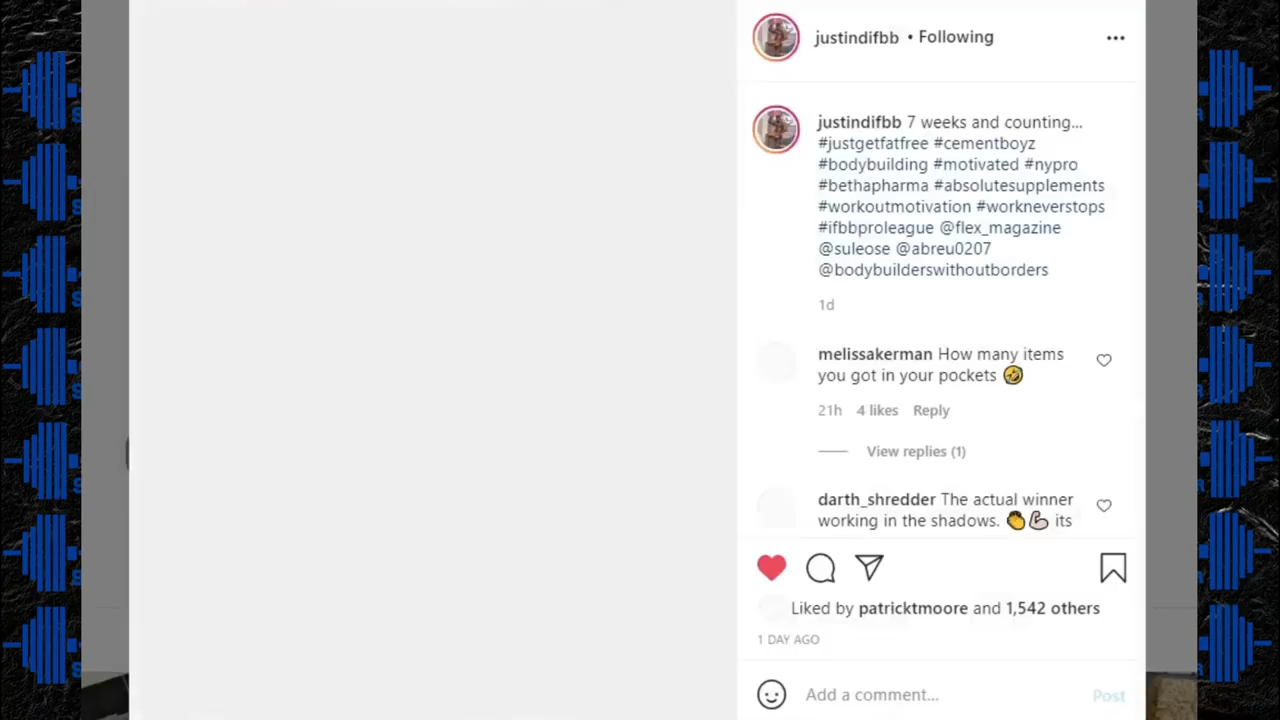 justindifbb • Following
justindifbb 7 weeks and counting...
#justgetfatfree #cementboyz
#bodybuilding #motivated #nypro
#bethapharma #absolutesupplements
#workoutmotivation #workneverstops
#ifbbproleague @flex_magazine
@suleose @abreu0207
@bodybuilderswithoutborders
1d
melissakerman How many items
you got in your pockets 🤣
21h 4 likes Reply
View replies (1)
darth_shredder The actual winner
working in the shadows. 👏💪🏻 its
Liked by patricktmoore and 1,542 others
1 DAY AGO
Add a comment...
Post